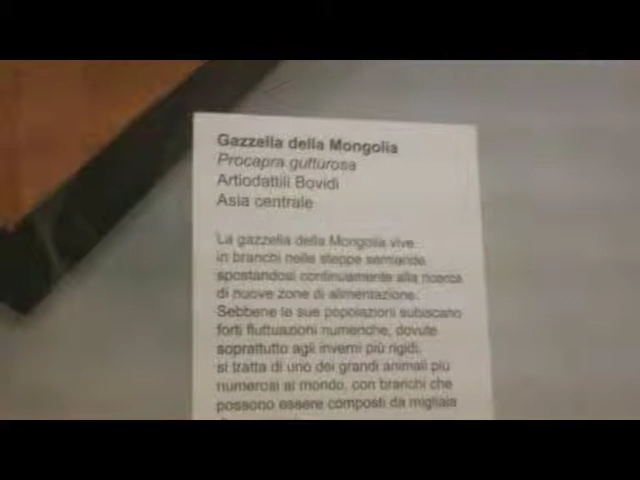 Gazzella della Mongolia
Procapra gutturosa
Artiodattili Bovidi
Asia centrale
La gazzella della Mongolia vive
in branchi nelle steppe semiaride
spostandosi continuamente alla ricerca
di nuove zone di alimentazione.
Sebbene le sue popolazioni subiscano
forti fluttuazioni numeriche, dovute
soprattutto agli inverni più rigidi,
si tratta di uno dei grandi animali più
numerosi al mondo, con branchi che
possono essere composti da migliaia